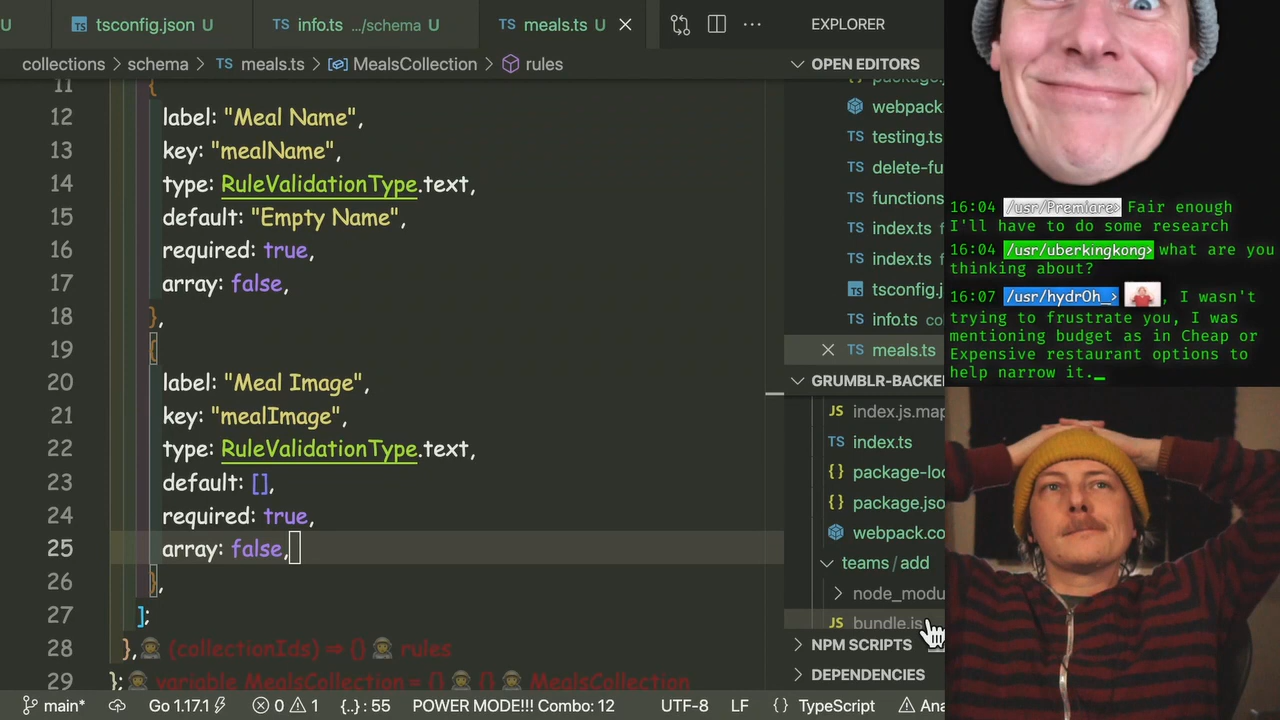 U
TS tsconfig.json U
TS info.ts .../schema U
TS meals.ts U
collections > schema > TS meals.ts > MealsCollection > rules
11 {
12 label: "Meal Name",
13 key: "mealName",
14 type: RuleValidationType.text,
15 default: "Empty Name",
16 required: true,
17 array: false,
18 },
19 {
20 label: "Meal Image",
21 key: "mealImage",
22 type: RuleValidationType.text,
23 default: [],
24 required: true,
25 array: false,
26 },
27 ];
28 }, (collectionIds) ⇒ {} rules
29 }; variable MealsCollection = {} {} MealsCollection
main*
Go 1.17.1
0 1
{..} : 55
POWER MODE!!! Combo: 12
UTF-8
LF
{} TypeScript
EXPLORER
OPEN EDITORS
package.
webpack
TS testing.ts
TS delete-fu
TS functions
TS index.ts f
TS index.ts f
TS tsconfig.j
TS info.ts co
TS meals.ts
GRUMBLR-BACKE
JS index.js.map
TS index.ts
{} package-loc
{} package.jso
webpack.co
teams / add
node_modu
JS bundle.js
NPM SCRIPTS
DEPENDENCIES
Ana
16:04 /usr/Premiare> Fair enough
I'll have to do some research
16:04 /usr/uberkingkong> what are you
thinking about?
16:07 /usr/hydr0h_> , I wasn't
trying to frustrate you, I was
mentioning budget as in Cheap or
Expensive restaurant options to
help narrow it._